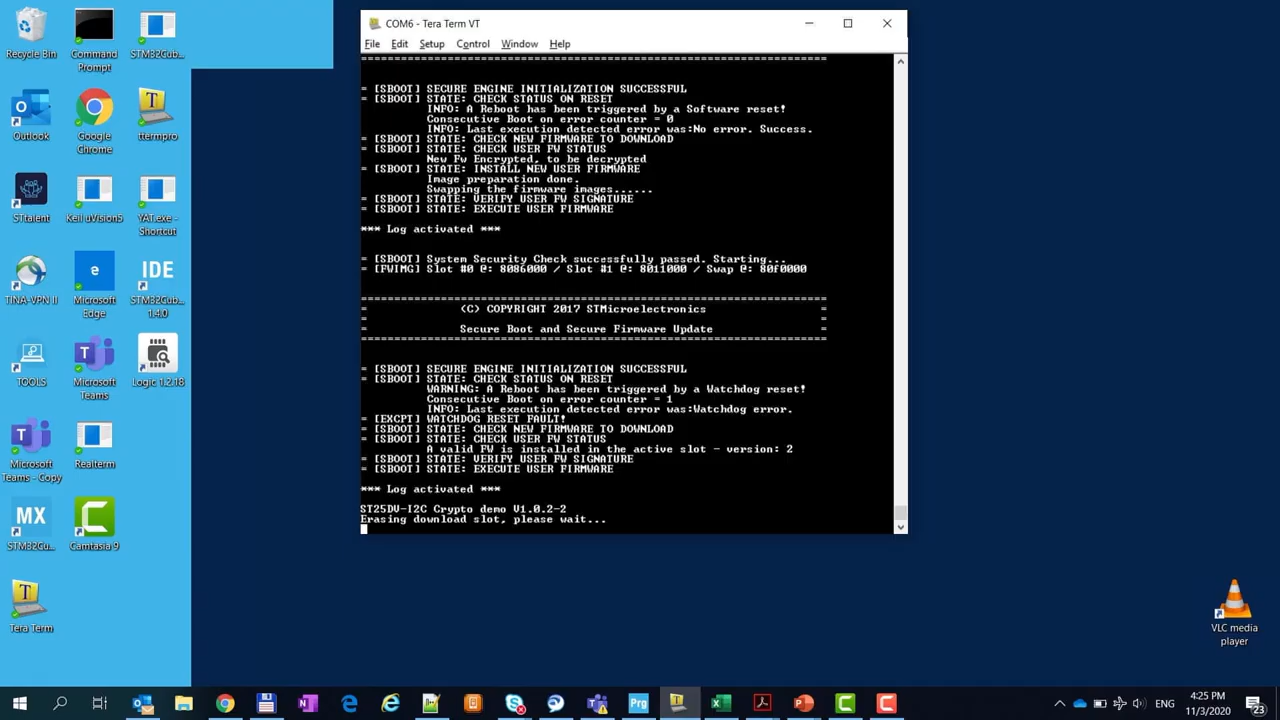 Recycle Bin
Command Prompt
STM32Cub...
Outlook
Google Chrome
ttermpro
STtalent
Keil uVision5
YAT.exe - Shortcut
TINA-VPN II
Microsoft Edge
IDE
STM32Cub... 1.4.0
TOOLS
Microsoft Teams
Logic 1.2.18
Microsoft Teams - Copy
Realterm
MX
STM32Cu...
Camtasia 9
Tera Term
COM6 - Tera Term VT
File Edit Setup Control Window Help
==============================================================================
= [SBOOT] SECURE ENGINE INITIALIZATION SUCCESSFUL
= [SBOOT] STATE: CHECK STATUS ON RESET
INFO: A Reboot has been triggered by a Software reset!
Consecutive Boot on error counter = 0
INFO: Last execution detected error was:No error. Success.
= [SBOOT] STATE: CHECK NEW FIRMWARE TO DOWNLOAD
= [SBOOT] STATE: CHECK USER FW STATUS
New Fw Encrypted, to be decrypted
= [SBOOT] STATE: INSTALL NEW USER FIRMWARE
Image preparation done.
Swapping the firmware images......
= [SBOOT] STATE: VERIFY USER FW SIGNATURE
= [SBOOT] STATE: EXECUTE USER FIRMWARE
*** Log activated ***
= [SBOOT] System Security Check successfully passed. Starting...
= [FWIMG] Slot #0 @: 8086000 / Slot #1 @: 8011000 / Swap @: 80f0000
======================================================================
= (C) COPYRIGHT 2017 STMicroelectronics =
= =
= Secure Boot and Secure Firmware Update =
======================================================================
= [SBOOT] SECURE ENGINE INITIALIZATION SUCCESSFUL
= [SBOOT] STATE: CHECK STATUS ON RESET
WARNING: A Reboot has been triggered by a Watchdog reset!
Consecutive Boot on error counter = 1
INFO: Last execution detected error was:Watchdog error.
= [EXCPT] WATCHDOG RESET FAULT!
= [SBOOT] STATE: CHECK NEW FIRMWARE TO DOWNLOAD
= [SBOOT] STATE: CHECK USER FW STATUS
A valid FW is installed in the active slot - version: 2
= [SBOOT] STATE: VERIFY USER FW SIGNATURE
= [SBOOT] STATE: EXECUTE USER FIRMWARE
*** Log activated ***
ST25DV-I2C Crypto demo V1.0.2-2
Erasing download slot, please wait...
VLC media player
Prg
ENG
4:25 PM
11/3/2020
23